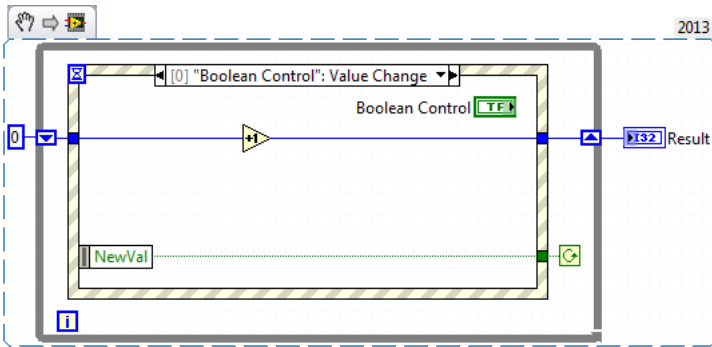 2013
[0] "Boolean Control": Value Change
Boolean Control TF
0
+1
I32 Result
NewVal
i